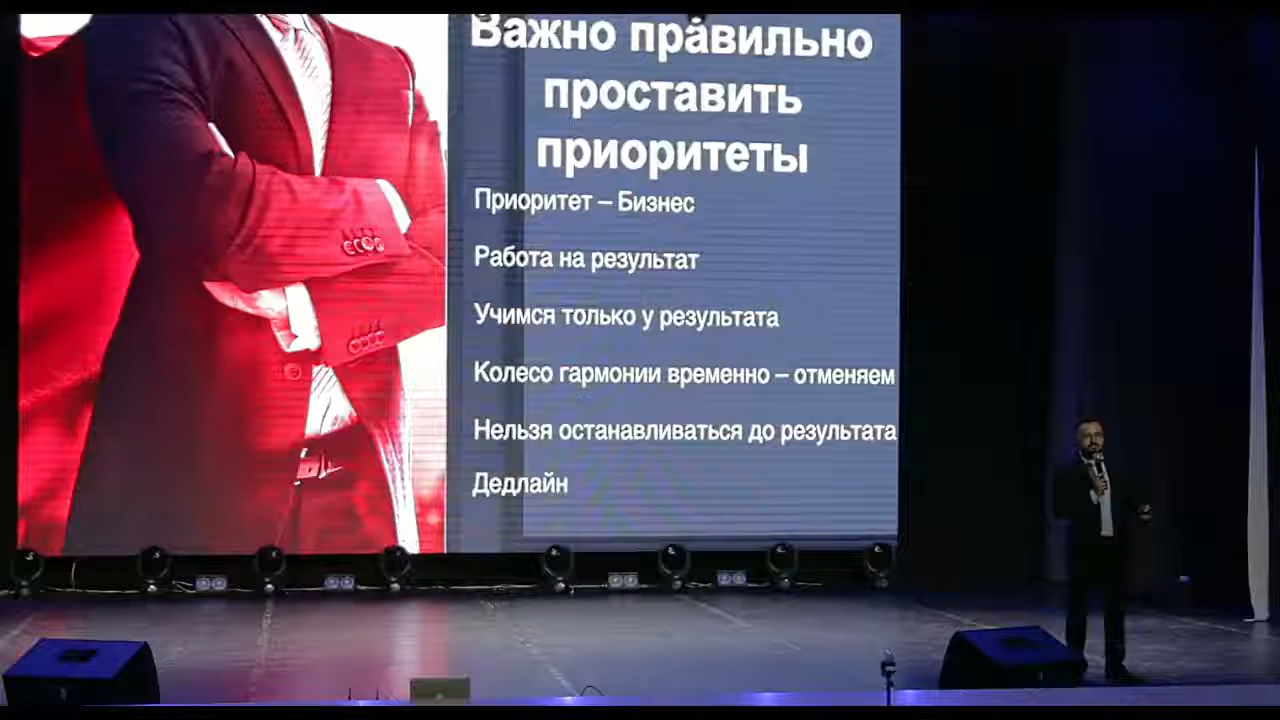 Важно правильно
проставить
приоритеты
Приоритет – Бизнес
Работа на результат
Учимся только у результата
Колесо гармонии временно – отменяем
Нельзя останавливаться до результата
Дедлайн